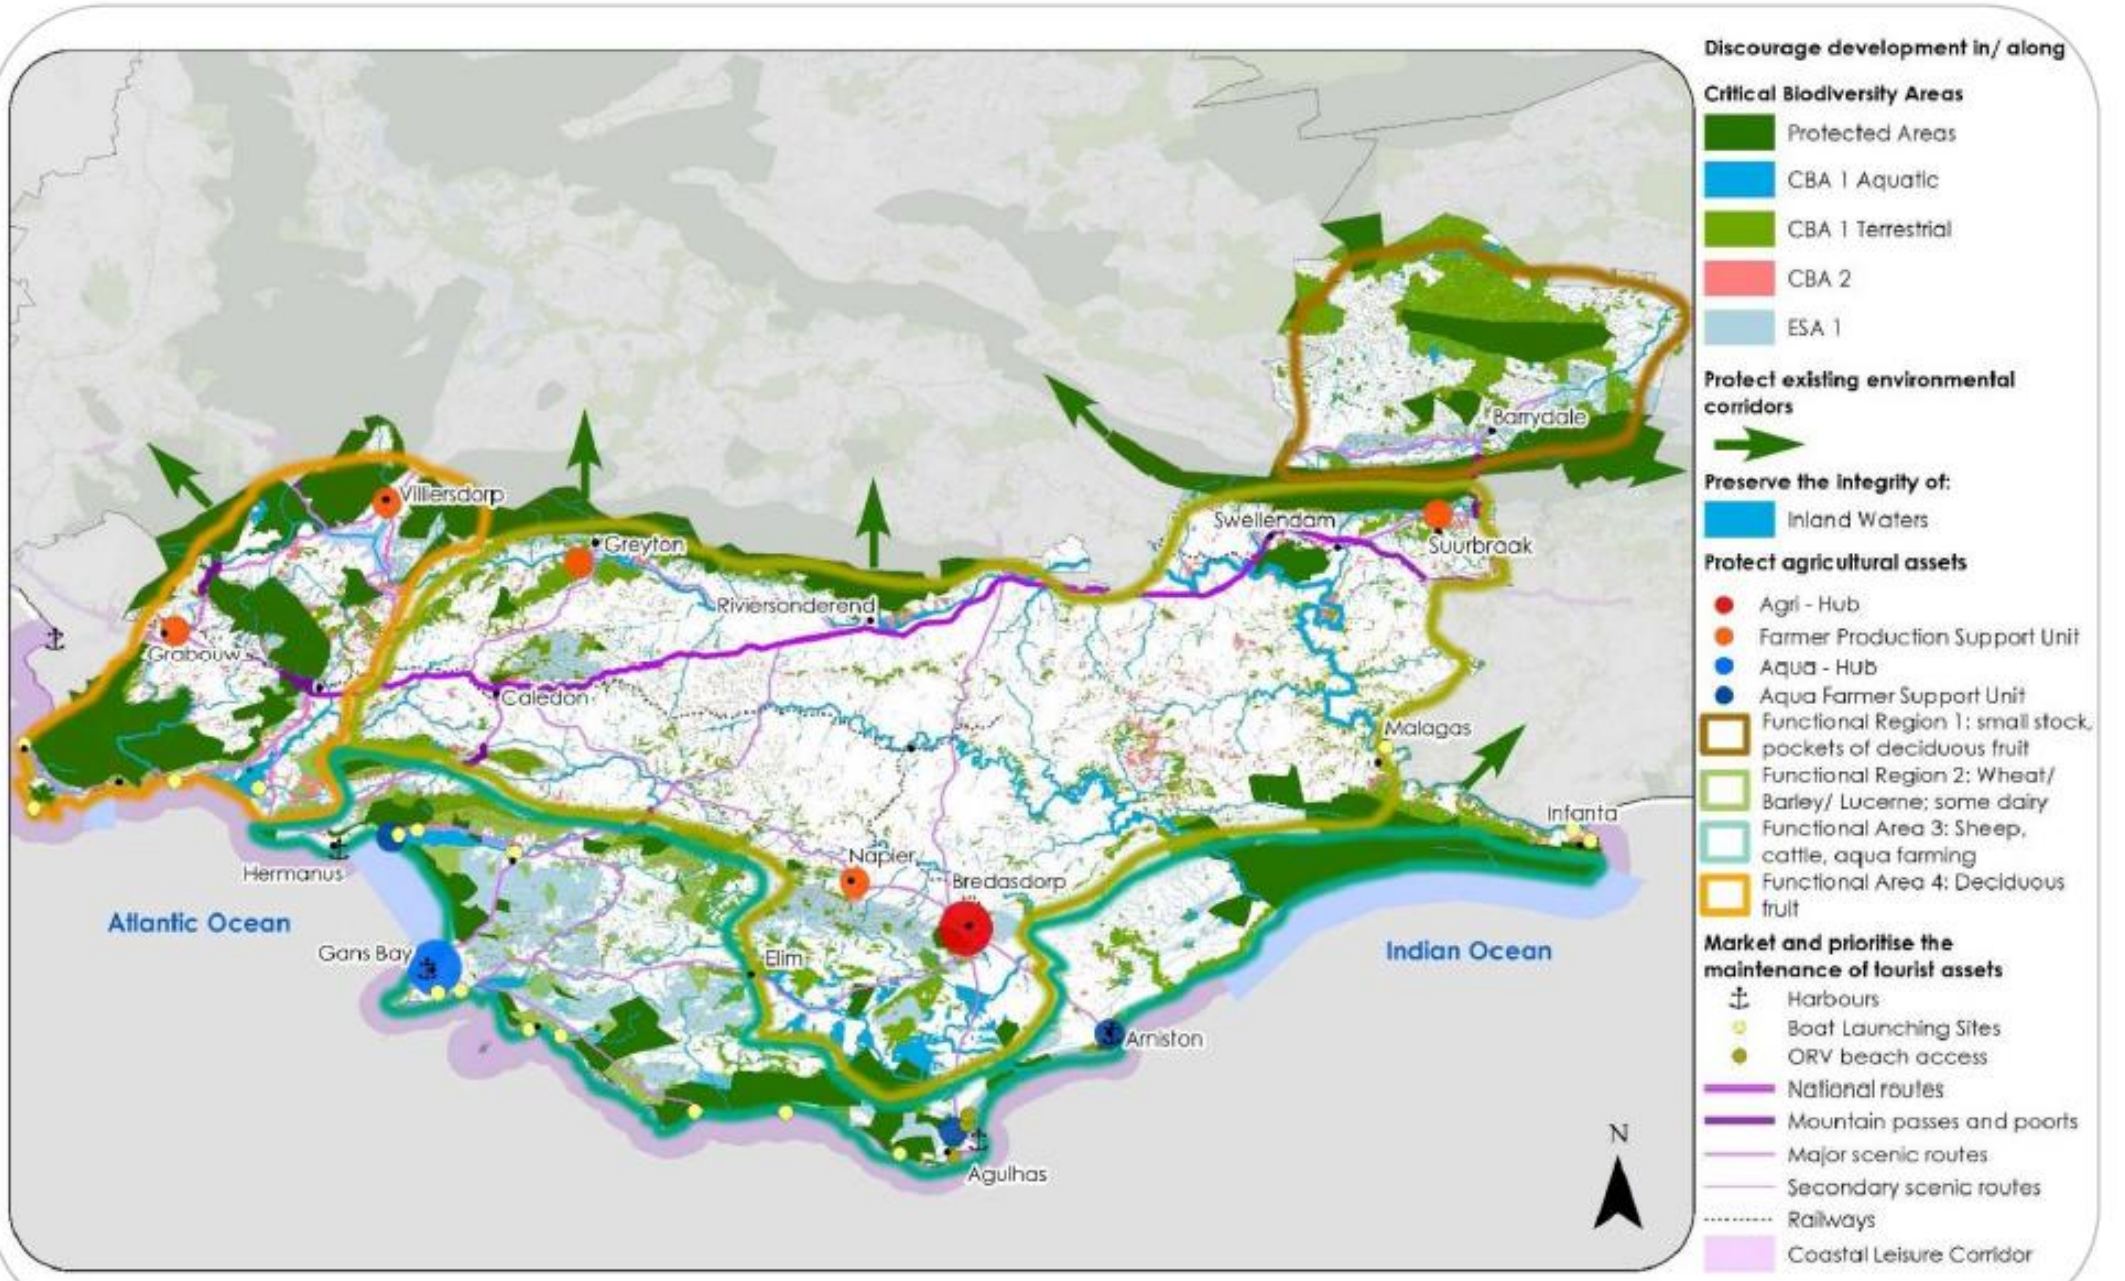 Discourage development in/ along
Critical Biodiversity Areas
Protected Areas
CBA 1 Aquatic
CBA 1 Terrestrial
CBA 2
ESA 1
Protect existing environmental
corridors
Preserve the integrity of:
Inland Waters
Protect agricultural assets
Agri - Hub
Farmer Production Support Unit
Aqua - Hub
Aqua Farmer Support Unit
Functional Region 1: small stock,
pockets of deciduous fruit
Functional Region 2: Wheat/
Barley/ Lucerne; some dairy
Functional Area 3: Sheep,
cattle, aqua farming
Functional Area 4: Deciduous
fruit
Market and prioritise the
maintenance of tourist assets
Harbours
Boat Launching Sites
ORV beach access
National routes
Mountain passes and poorts
Major scenic routes
Secondary scenic routes
Railways
Coastal Leisure Corridor
Barrydale
Villiersdorp
Swellendam
Suurbraak
Greyton
Riviersonderend
Grabouw
Caledon
Malagas
Infanta
Napier
Hermanus
Bredasdorp
Atlantic Ocean
Gans Bay
Elim
Indian Ocean
Arniston
Agulhas
N